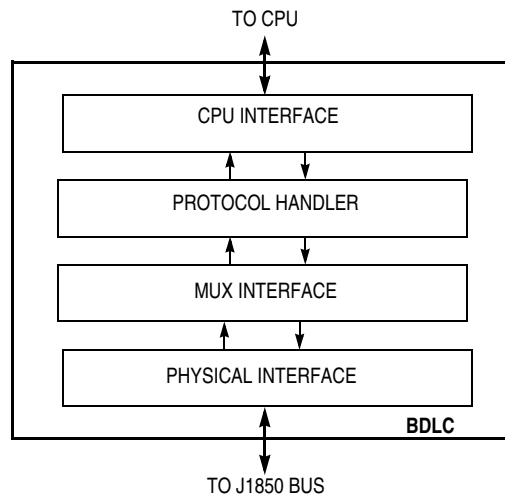 TO CPU
CPU INTERFACE
PROTOCOL HANDLER
MUX INTERFACE
PHYSICAL INTERFACE
BDLC
TO J1850 BUS